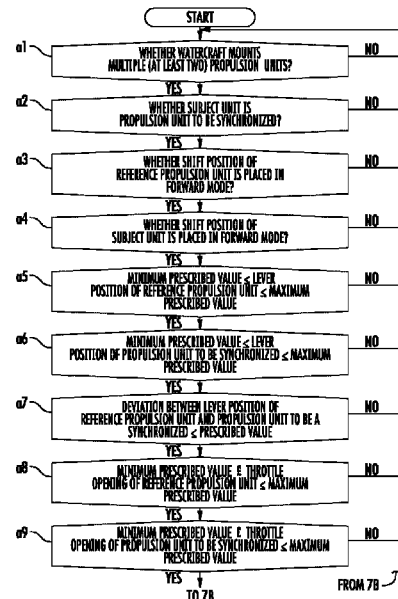 START
a1
WHETHER WATERCRAFT MOUNTS
MULTIPLE (AT LEAST TWO) PROPULSION UNITS?
NO
YES
a2
WHETHER SUBJECT UNIT IS
PROPULSION UNIT TO BE SYNCHRONIZED?
NO
YES
a3
WHETHER SHIFT POSITION OF
REFERENCE PROPULSION UNIT IS PLACED IN
FORWARD MODE?
NO
YES
a4
WHETHER SHIFT POSITION OF
SUBJECT UNIT IS PLACED IN FORWARD MODE?
NO
YES
a5
MINIMUM PRESCRIBED VALUE ≤ LEVER
POSITION OF REFERENCE PROPULSION UNIT ≤ MAXIMUM
PRESCRIBED VALUE
NO
YES
a6
MINIMUM PRESCRIBED VALUE ≤ LEVER
POSITION OF PROPULSION UNIT TO BE SYNCHRONIZED ≤ MAXIMUM
PRESCRIBED VALUE
NO
YES
a7
DEVIATION BETWEEN LEVER POSITION OF
REFERENCE PROPULSION UNIT AND PROPULSION UNIT TO BE A
SYNCHRONIZED ≤ PRESCRIBED VALUE
NO
YES
a8
MINIMUM PRESCRIBED VALUE £ THROTTLE
OPENING OF REFERENCE PROPULSION UNIT ≤ MAXIMUM
PRESCRIBED VALUE
NO
YES
a9
MINIMUM PRESCRIBED VALUE £ THROTTLE
OPENING OF PROPULSION UNIT TO BE SYNCHRONIZED ≤ MAXIMUM
PRESCRIBED VALUE
NO
YES
TO 7B
FROM 7B